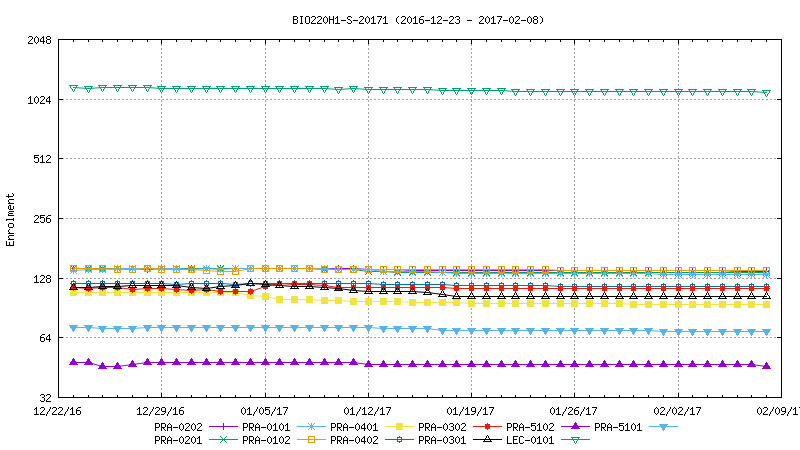 BIO220H1-S-20171 (2016-12-23 - 2017-02-08)
2048
1024
512
256
128
64
32
Enrolment
12/22/16 12/29/16 01/05/17 01/12/17 01/19/17 01/26/17 02/02/17 02/09/17
PRA-0202 PRA-0101 PRA-0401 PRA-0302 PRA-5102 PRA-5101
PRA-0201 PRA-0102 PRA-0402 PRA-0301 LEC-0101